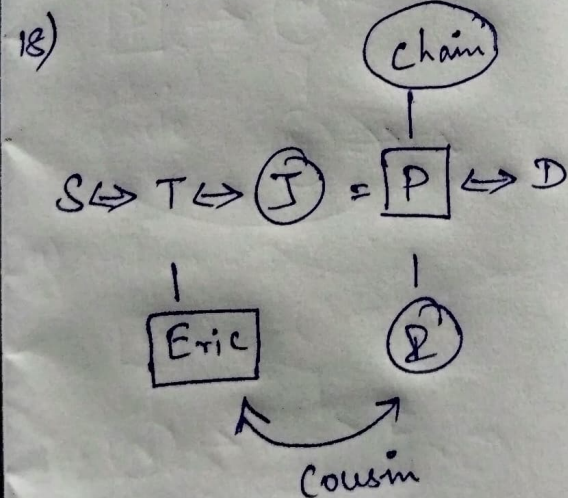 18)
Chain
S ⇔ T ⇔ J = P ⇔ D
Eric
Cousin